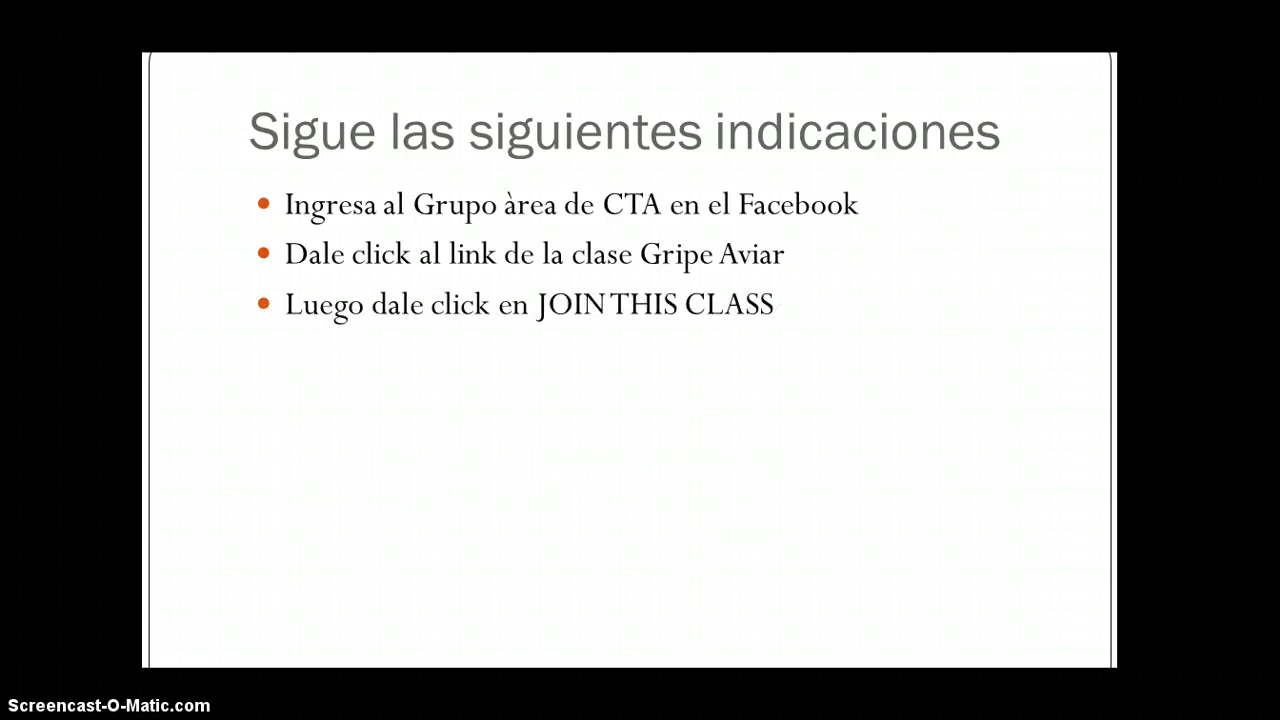 Sigue las siguientes indicaciones
Ingresa al Grupo àrea de CTA en el Facebook
Dale click al link de la clase Gripe Aviar
Luego dale click en JOIN THIS CLASS
Screencast-O-Matic.com